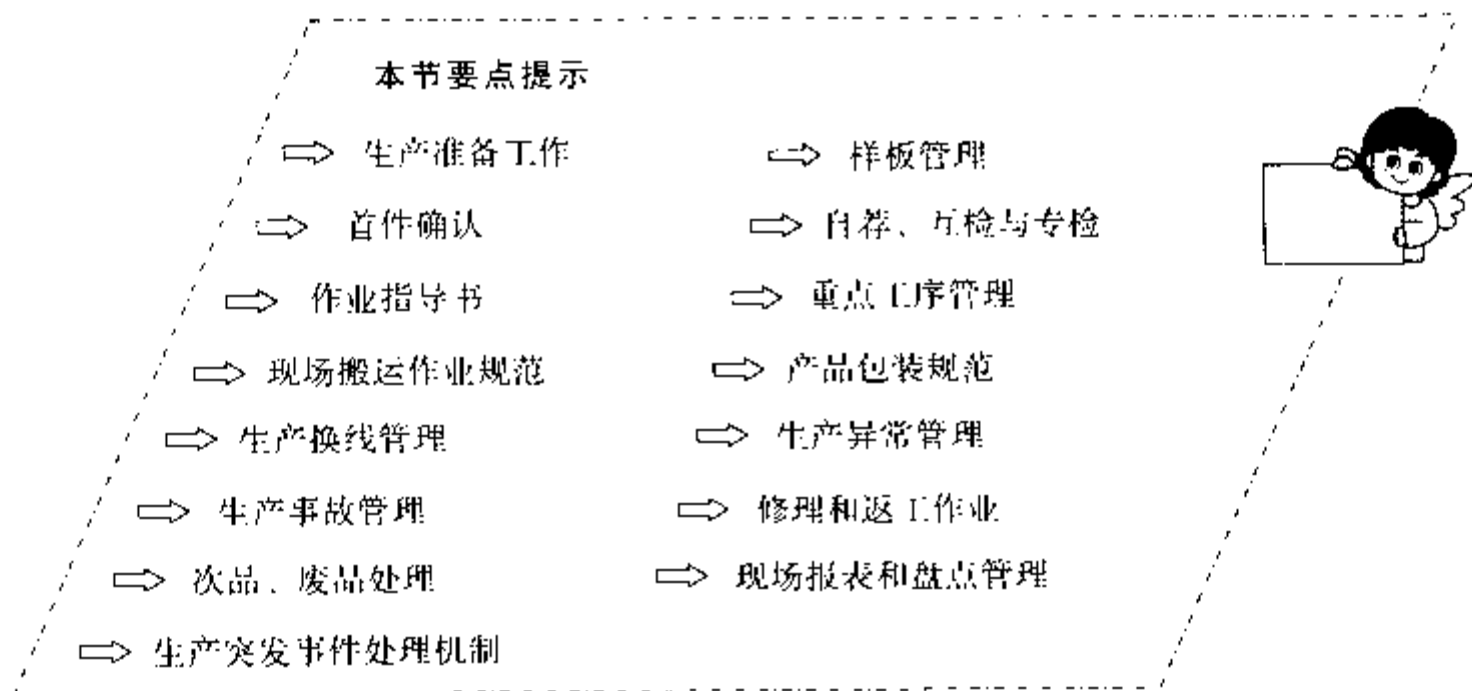 本节要点提示
生产准备工作 样板管理
首件确认 自荐、互检与专检
作业指导书 重点工序管理
现场搬运作业规范 产品包装规范
生产换线管理 生产异常管理
生产事故管理 修理和返工作业
次品、废品处理 现场报表和盘点管理
生产突发事件处理机制